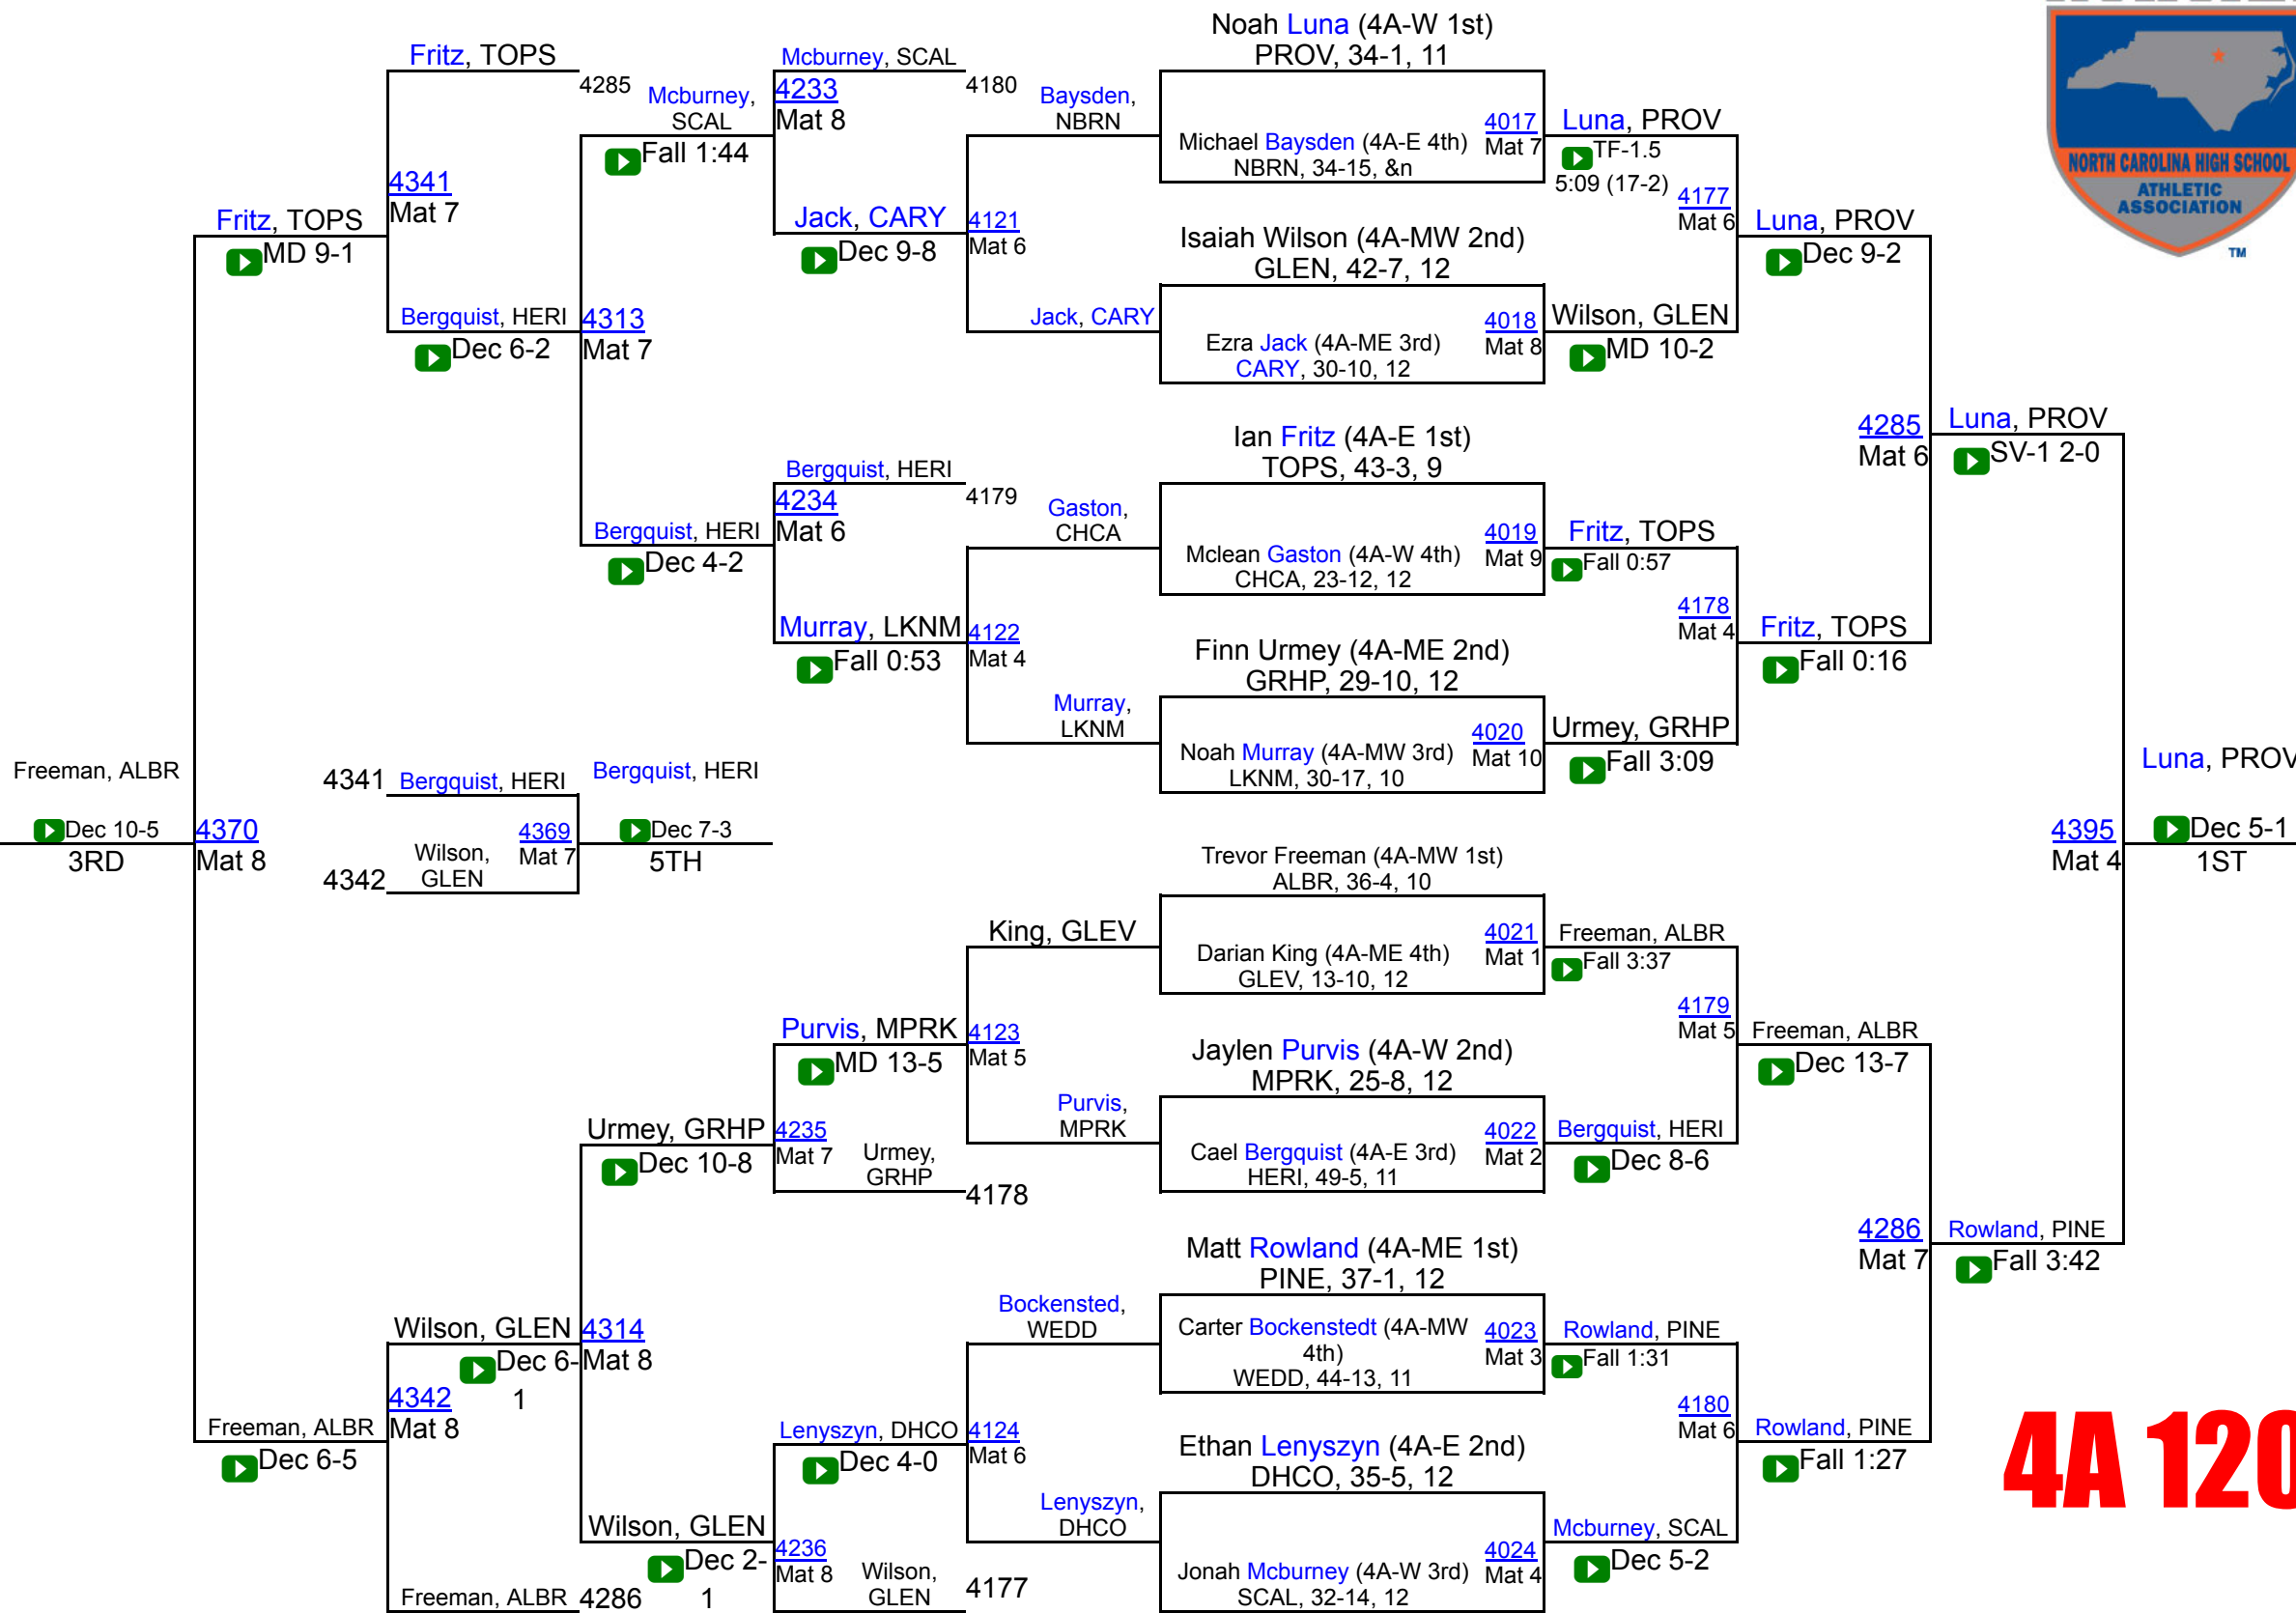 Noah Luna (4A-W 1st)
PROV, 34-1, 11
Fritz, TOPS
4285
Mcburney, SCAL
4180
Mcburney,
SCAL
Fall 1:44
4233
Mat 8
Baysden,
NBRN
Michael Baysden (4A-E 4th)
NBRN, 34-15, &n
4017
Mat 7
Luna, PROV
TF-1.5
5:09 (17-2)
NORTH CAROLINA HIGH SCHOOL
ATHLETIC
ASSOCIATION
TM
4341
Mat 7
4177
Mat 6
Fritz, TOPS
MD 9-1
Jack, CARY
Dec 9-8
4121
Mat 6
Isaiah Wilson (4A-MW 2nd)
GLEN, 42-7, 12
Luna, PROV
Dec 9-2
Bergquist, HERI
Dec 6-2
4313
Mat 7
Jack, CARY
Ezra Jack (4A-ME 3rd)
CARY, 30-10, 12
4018
Mat 8
Wilson, GLEN
MD 10-2
Ian Fritz (4A-E 1st)
TOPS, 43-3, 9
4285
Mat 6
Luna, PROV
SV-1 2-0
Bergquist, HERI
4179
4234
Mat 6
Bergquist, HERI
Dec 4-2
Gaston,
CHCA
Mclean Gaston (4A-W 4th)
CHCA, 23-12, 12
4019
Mat 9
Fritz, TOPS
Fall 0:57
4178
Mat 4
Murray, LKNM
Fall 0:53
4122
Mat 4
Finn Urmey (4A-ME 2nd)
GRHP, 29-10, 12
Fritz, TOPS
Fall 0:16
Murray,
LKNM
Noah Murray (4A-MW 3rd)
LKNM, 30-17, 10
4020
Mat 10
Urmey, GRHP
Fall 3:09
Freeman, ALBR
Dec 10-5
3RD
4370
Mat 8
4341
Bergquist, HERI
4342
Wilson,
GLEN
4369
Mat 7
Bergquist, HERI
Dec 7-3
5TH
Luna, PROV
4395
Mat 4
Dec 5-1
1ST
Trevor Freeman (4A-MW 1st)
ALBR, 36-4, 10
King, GLEV
Darian King (4A-ME 4th)
GLEV, 13-10, 12
4021
Mat 1
Freeman, ALBR
Fall 3:37
4179
Mat 5
Purvis, MPRK
MD 13-5
4123
Mat 5
Jaylen Purvis (4A-W 2nd)
MPRK, 25-8, 12
Freeman, ALBR
Dec 13-7
Urmey, GRHP
Dec 10-8
4235
Mat 7
Urmey,
GRHP
4178
Purvis,
MPRK
Cael Bergquist (4A-E 3rd)
HERI, 49-5, 11
4022
Mat 2
Bergquist, HERI
Dec 8-6
Matt Rowland (4A-ME 1st)
PINE, 37-1, 12
4286
Mat 7
Rowland, PINE
Fall 3:42
Wilson, GLEN
Dec 6-
1
4314
Mat 8
Bockensted,
WEDD
Carter Bockenstedt (4A-MW
4th)
WEDD, 44-13, 11
4023
Mat 3
Rowland, PINE
Fall 1:31
4342
Mat 8
4180
Mat 6
Freeman, ALBR
Dec 6-5
Lenyszyn, DHCO
Dec 4-0
4124
Mat 6
Ethan Lenyszyn (4A-E 2nd)
DHCO, 35-5, 12
Rowland, PINE
Fall 1:27
4A 120
Wilson, GLEN
Dec 2-
1
4236
Mat 8
Wilson,
GLEN
4177
Lenyszyn,
DHCO
Jonah Mcburney (4A-W 3rd)
SCAL, 32-14, 12
4024
Mat 4
Mcburney, SCAL
Dec 5-2
Freeman, ALBR
4286